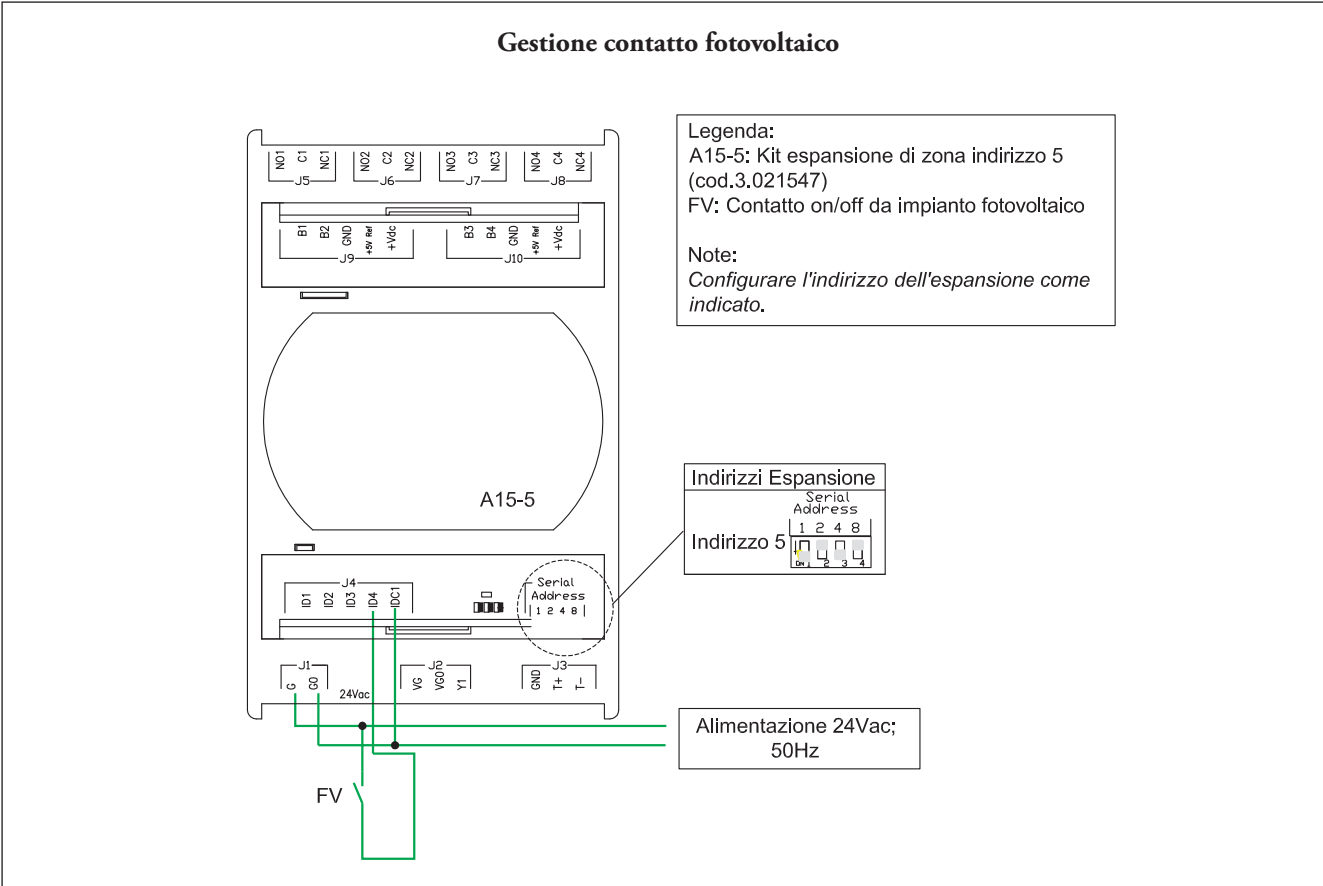 Gestione contatto fotovoltaico
NO1 C1 NC1
J5
NO2 C2 NC2
J6
NO3 C3 NC3
J7
NO4 C4 NC4
J8
B1 B2 GND +5V Ref +Vdc
J9
B3 B4 GND +5V Ref +Vdc
J10
Legenda:
A15-5: Kit espansione di zona indirizzo 5
(cod.3.021547)
FV: Contatto on/off da impianto fotovoltaico
Note:
Configurare l'indirizzo dell'espansione come
indicato.
A15-5
Indirizzi Espansione
Serial
Address
1 2 4 8
Indirizzo 5
ON 1 2 3 4
J4
ID1 ID2 ID3 ID4 IDC1
Serial
Address
1 2 4 8
J1
G G0
24Vac
J2
VG VG0 Y1
J3
GND T+ T-
Alimentazione 24Vac;
50Hz
FV